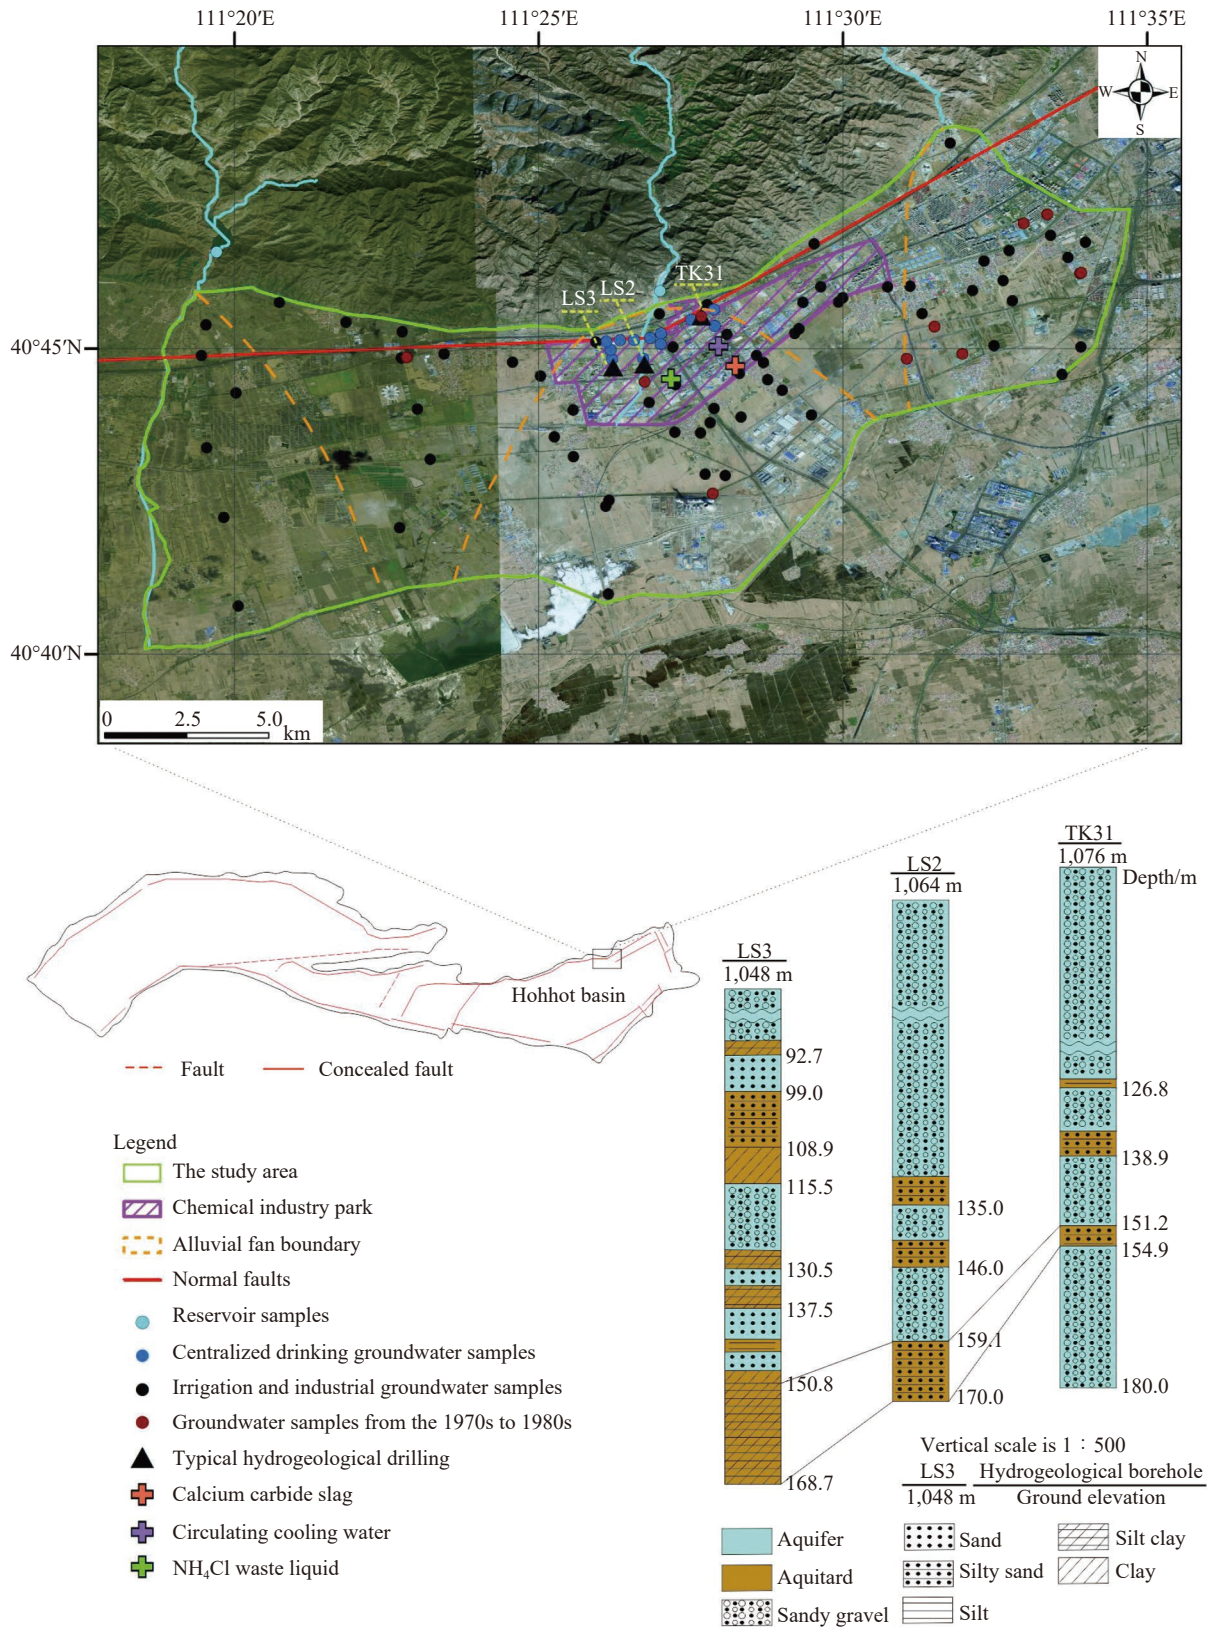 111°20′E 111°25′E 111°30′E 111°35′E
N
W E
S
TK31
LS2
LS3
40°45′N
40°40′N
0 2.5 5.0
km
TK31
1,076 m
Depth/m
LS2
1,064 m
LS3
1,048 m
Hohhot basin
92.7
99.0
108.9
115.5
130.5
137.5
150.8
168.7
135.0
146.0
159.1
170.0
126.8
138.9
151.2
154.9
180.0
Fault Concealed fault
Legend
The study area
Chemical industry park
Alluvial fan boundary
Normal faults
Reservoir samples
Centralized drinking groundwater samples
Irrigation and industrial groundwater samples
Groundwater samples from the 1970s to 1980s
Typical hydrogeological drilling
Calcium carbide slag
Circulating cooling water
NH₄Cl waste liquid
Vertical scale is 1 : 500
LS3 Hydrogeological borehole
1,048 m Ground elevation
Aquifer Sand Silt clay
Aquitard Silty sand Clay
Sandy gravel Silt